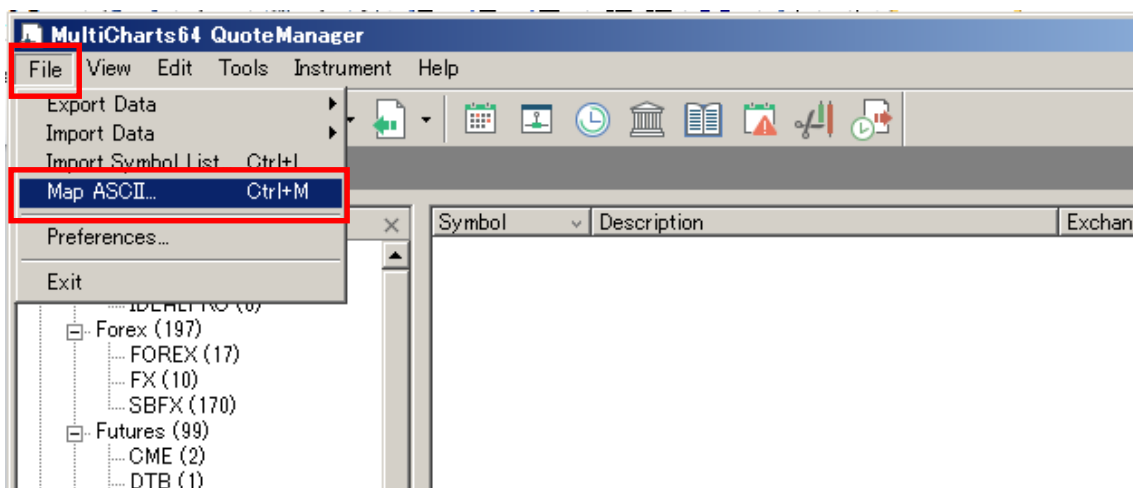 MultiCharts64 QuoteManager
File View Edit Tools Instrument Help
Export Data
Import Data
Import Symbol List Ctrl+I
Map ASCII... Ctrl+M
Preferences...
Exit
Symbol Description Exchan
IDEALPRO (6)
Forex (197)
FOREX (17)
FX (10)
SBFX (170)
Futures (99)
CME (2)
DTB (1)